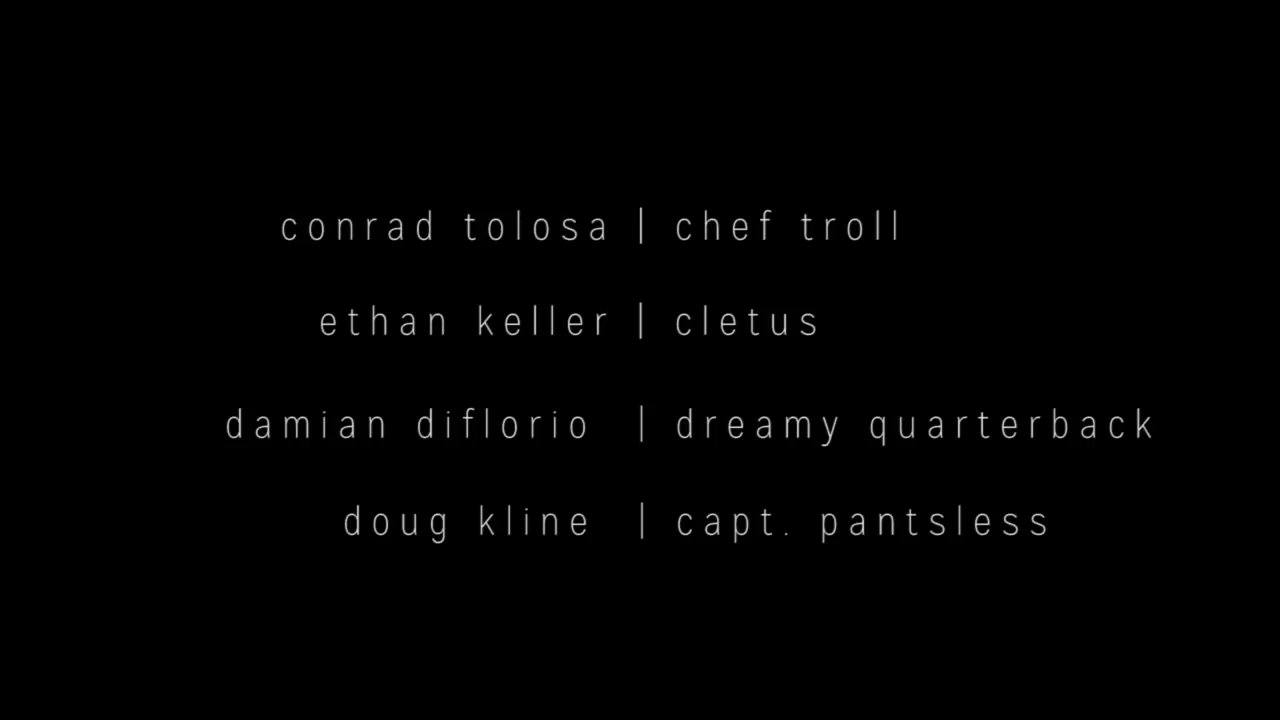 conrad tolosa | chef troll
ethan keller | cletus
damian diflorio | dreamy quarterback
doug kline | capt. pantsless